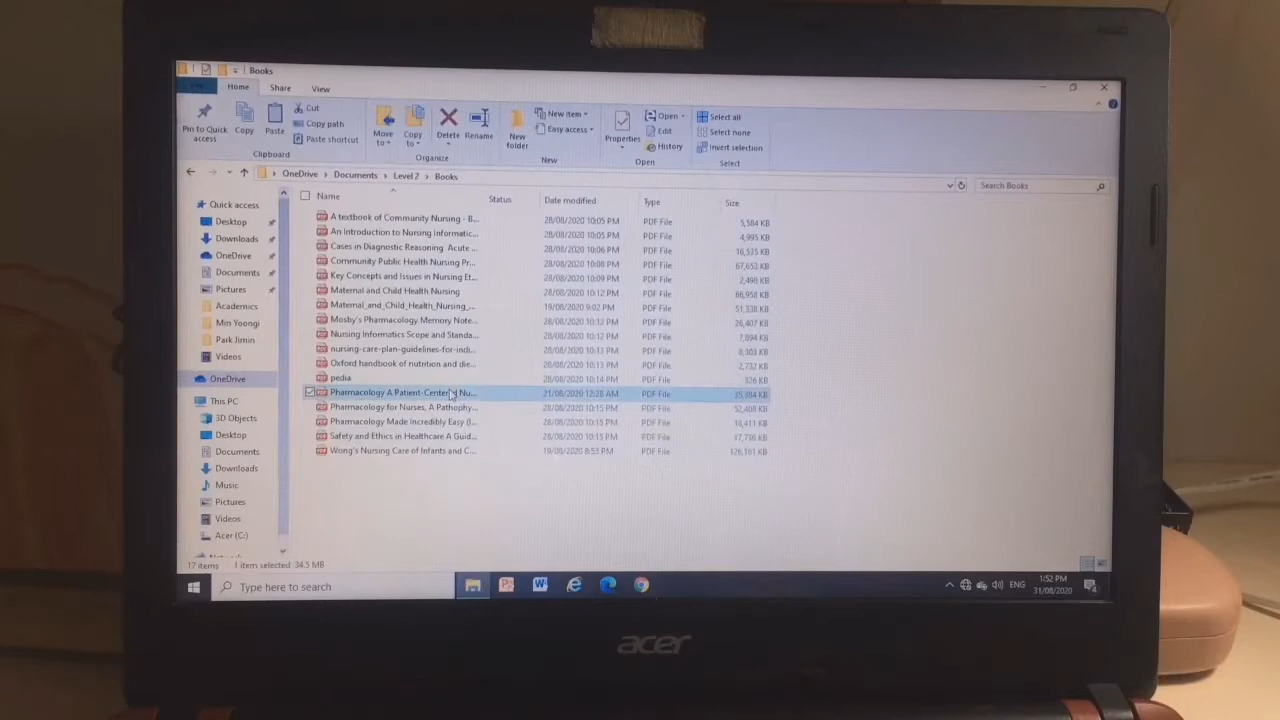 Books
Home Share View
Pin to Quick access
Copy
Paste
Cut
Copy path
Paste shortcut
Clipboard
Move to
Copy to
Delete
Rename
Organize
New folder
New item
Easy access
New
Properties
Open
Edit
History
Open
Select all
Select none
Invert selection
Select
OneDrive > Documents > Level 2 > Books
Search Books
Quick access
Desktop
Downloads
OneDrive
Documents
Pictures
Academics
Min Yoongi
Park Jimin
Videos
OneDrive
This PC
3D Objects
Desktop
Documents
Downloads
Music
Pictures
Videos
Acer (C:)
Name Status Date modified Type Size
A textbook of Community Nursing - B... 28/08/2020 10:05 PM PDF File 5,584 KB
An Introduction to Nursing Informatic... 28/08/2020 10:05 PM PDF File 4,995 KB
Cases in Diagnostic Reasoning Acute ... 28/08/2020 10:06 PM PDF File 16,535 KB
Community Public Health Nursing Pr... 28/08/2020 10:08 PM PDF File 67,653 KB
Key Concepts and Issues in Nursing Et... 28/08/2020 10:09 PM PDF File 2,498 KB
Maternal and Child Health Nursing 28/08/2020 10:12 PM PDF File 66,958 KB
Maternal_and_Child_Health_Nursing_... 19/08/2020 9:02 PM PDF File 51,338 KB
Mosby's Pharmacology Memory Note... 28/08/2020 10:12 PM PDF File 26,407 KB
Nursing Informatics Scope and Standa... 28/08/2020 10:12 PM PDF File 7,894 KB
nursing-care-plan-guidelines-for-indi... 28/08/2020 10:13 PM PDF File 8,303 KB
Oxford handbook of nutrition and die... 28/08/2020 10:13 PM PDF File 2,732 KB
pedia 28/08/2020 10:14 PM PDF File 326 KB
Pharmacology A Patient-Centered Nu... 21/08/2020 12:28 AM PDF File 35,384 KB
Pharmacology for Nurses, A Pathophy... 28/08/2020 10:15 PM PDF File 52,408 KB
Pharmacology Made Incredibly Easy (I... 28/08/2020 10:15 PM PDF File 18,411 KB
Safety and Ethics in Healthcare A Guid... 28/08/2020 10:15 PM PDF File 17,736 KB
Wong's Nursing Care of Infants and C... 19/08/2020 8:53 PM PDF File 126,161 KB
17 items 1 item selected 34.5 MB
Type here to search
ENG
1:52 PM
31/08/2020
acer